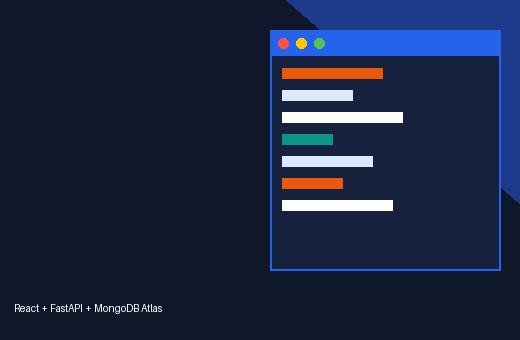 React + FastAPI + MongoDB Atlas